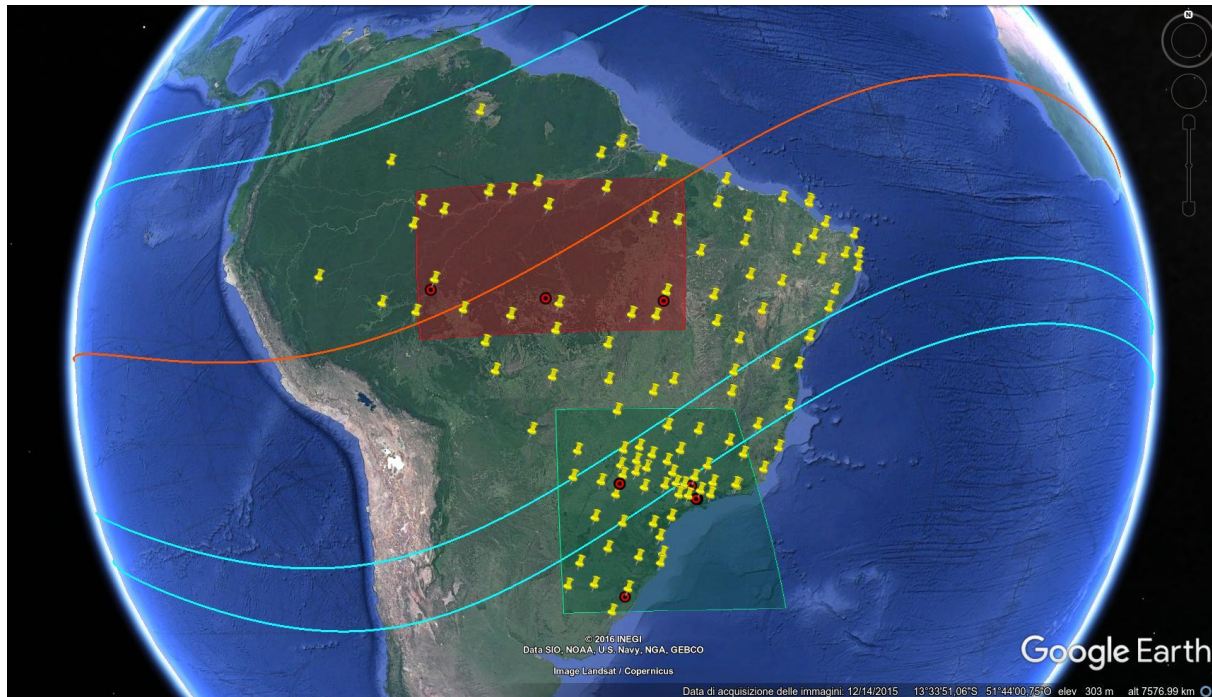 N
© 2016 INEGI
Data SIO, NOAA, U.S. Navy, NGA, GEBCO
Image Landsat / Copernicus
Google Earth
Data di acquisizione delle immagini: 12/14/2015 13°33'51,06"S 51°44'00,75"O elev 303 m alt 7576.99 km